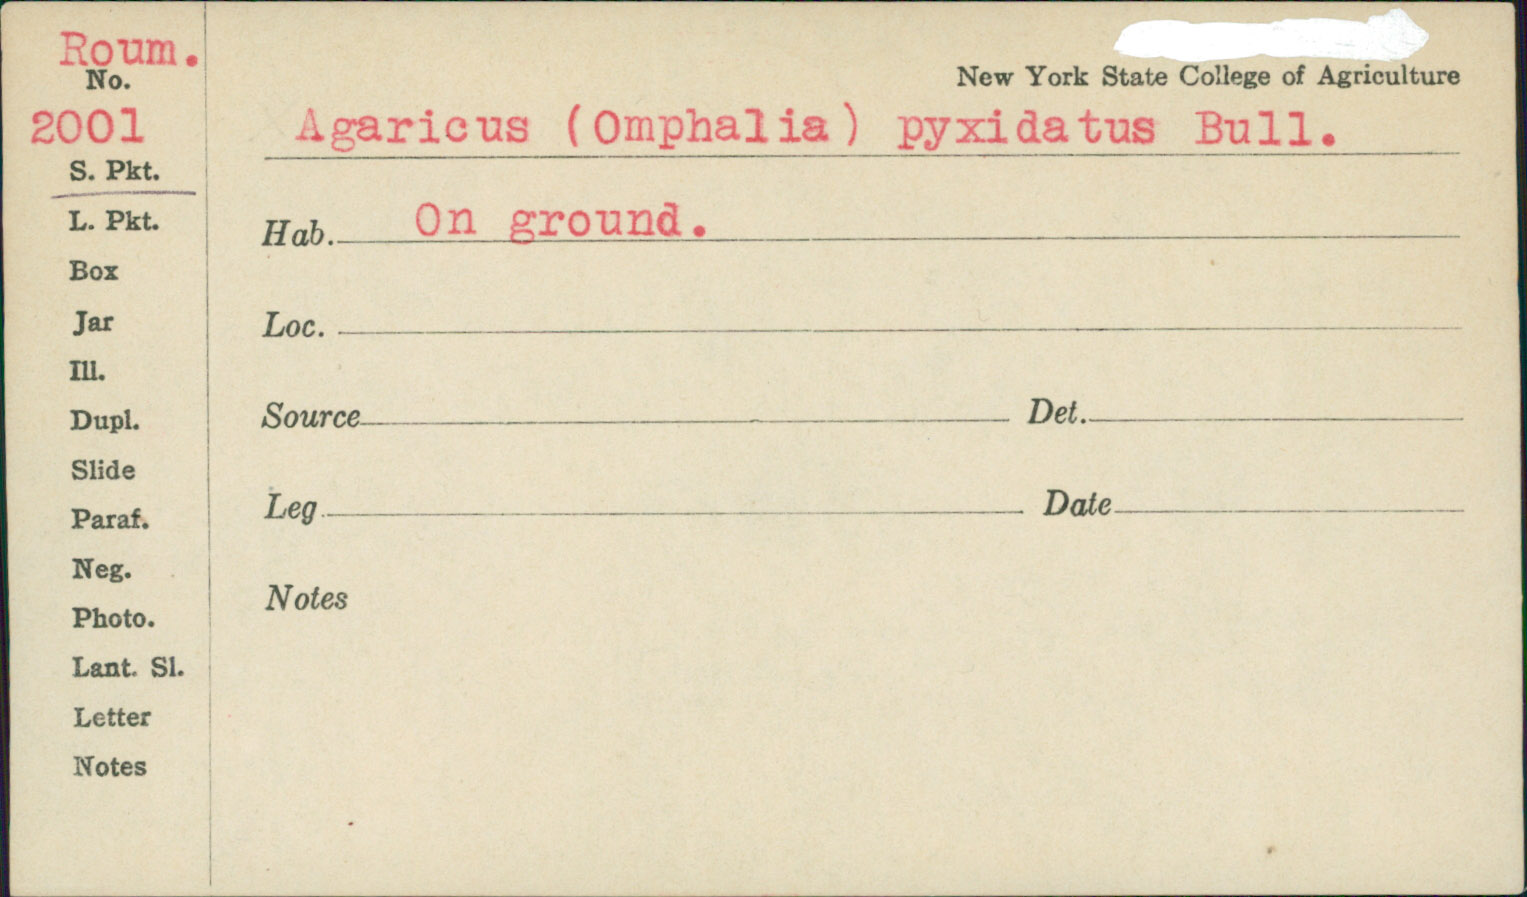 Roum.
No.
2001
S. Pkt.
L. Pkt.
Box
Jar
Ill.
Dupl.
Slide
Paraf.
Neg.
Photo.
Lant. Sl.
Letter
Notes
New York State College of Agriculture
Agaricus (Omphalia) pyxidatus Bull.
Hab. On ground.
Loc.
Source Det.
Leg Date
Notes